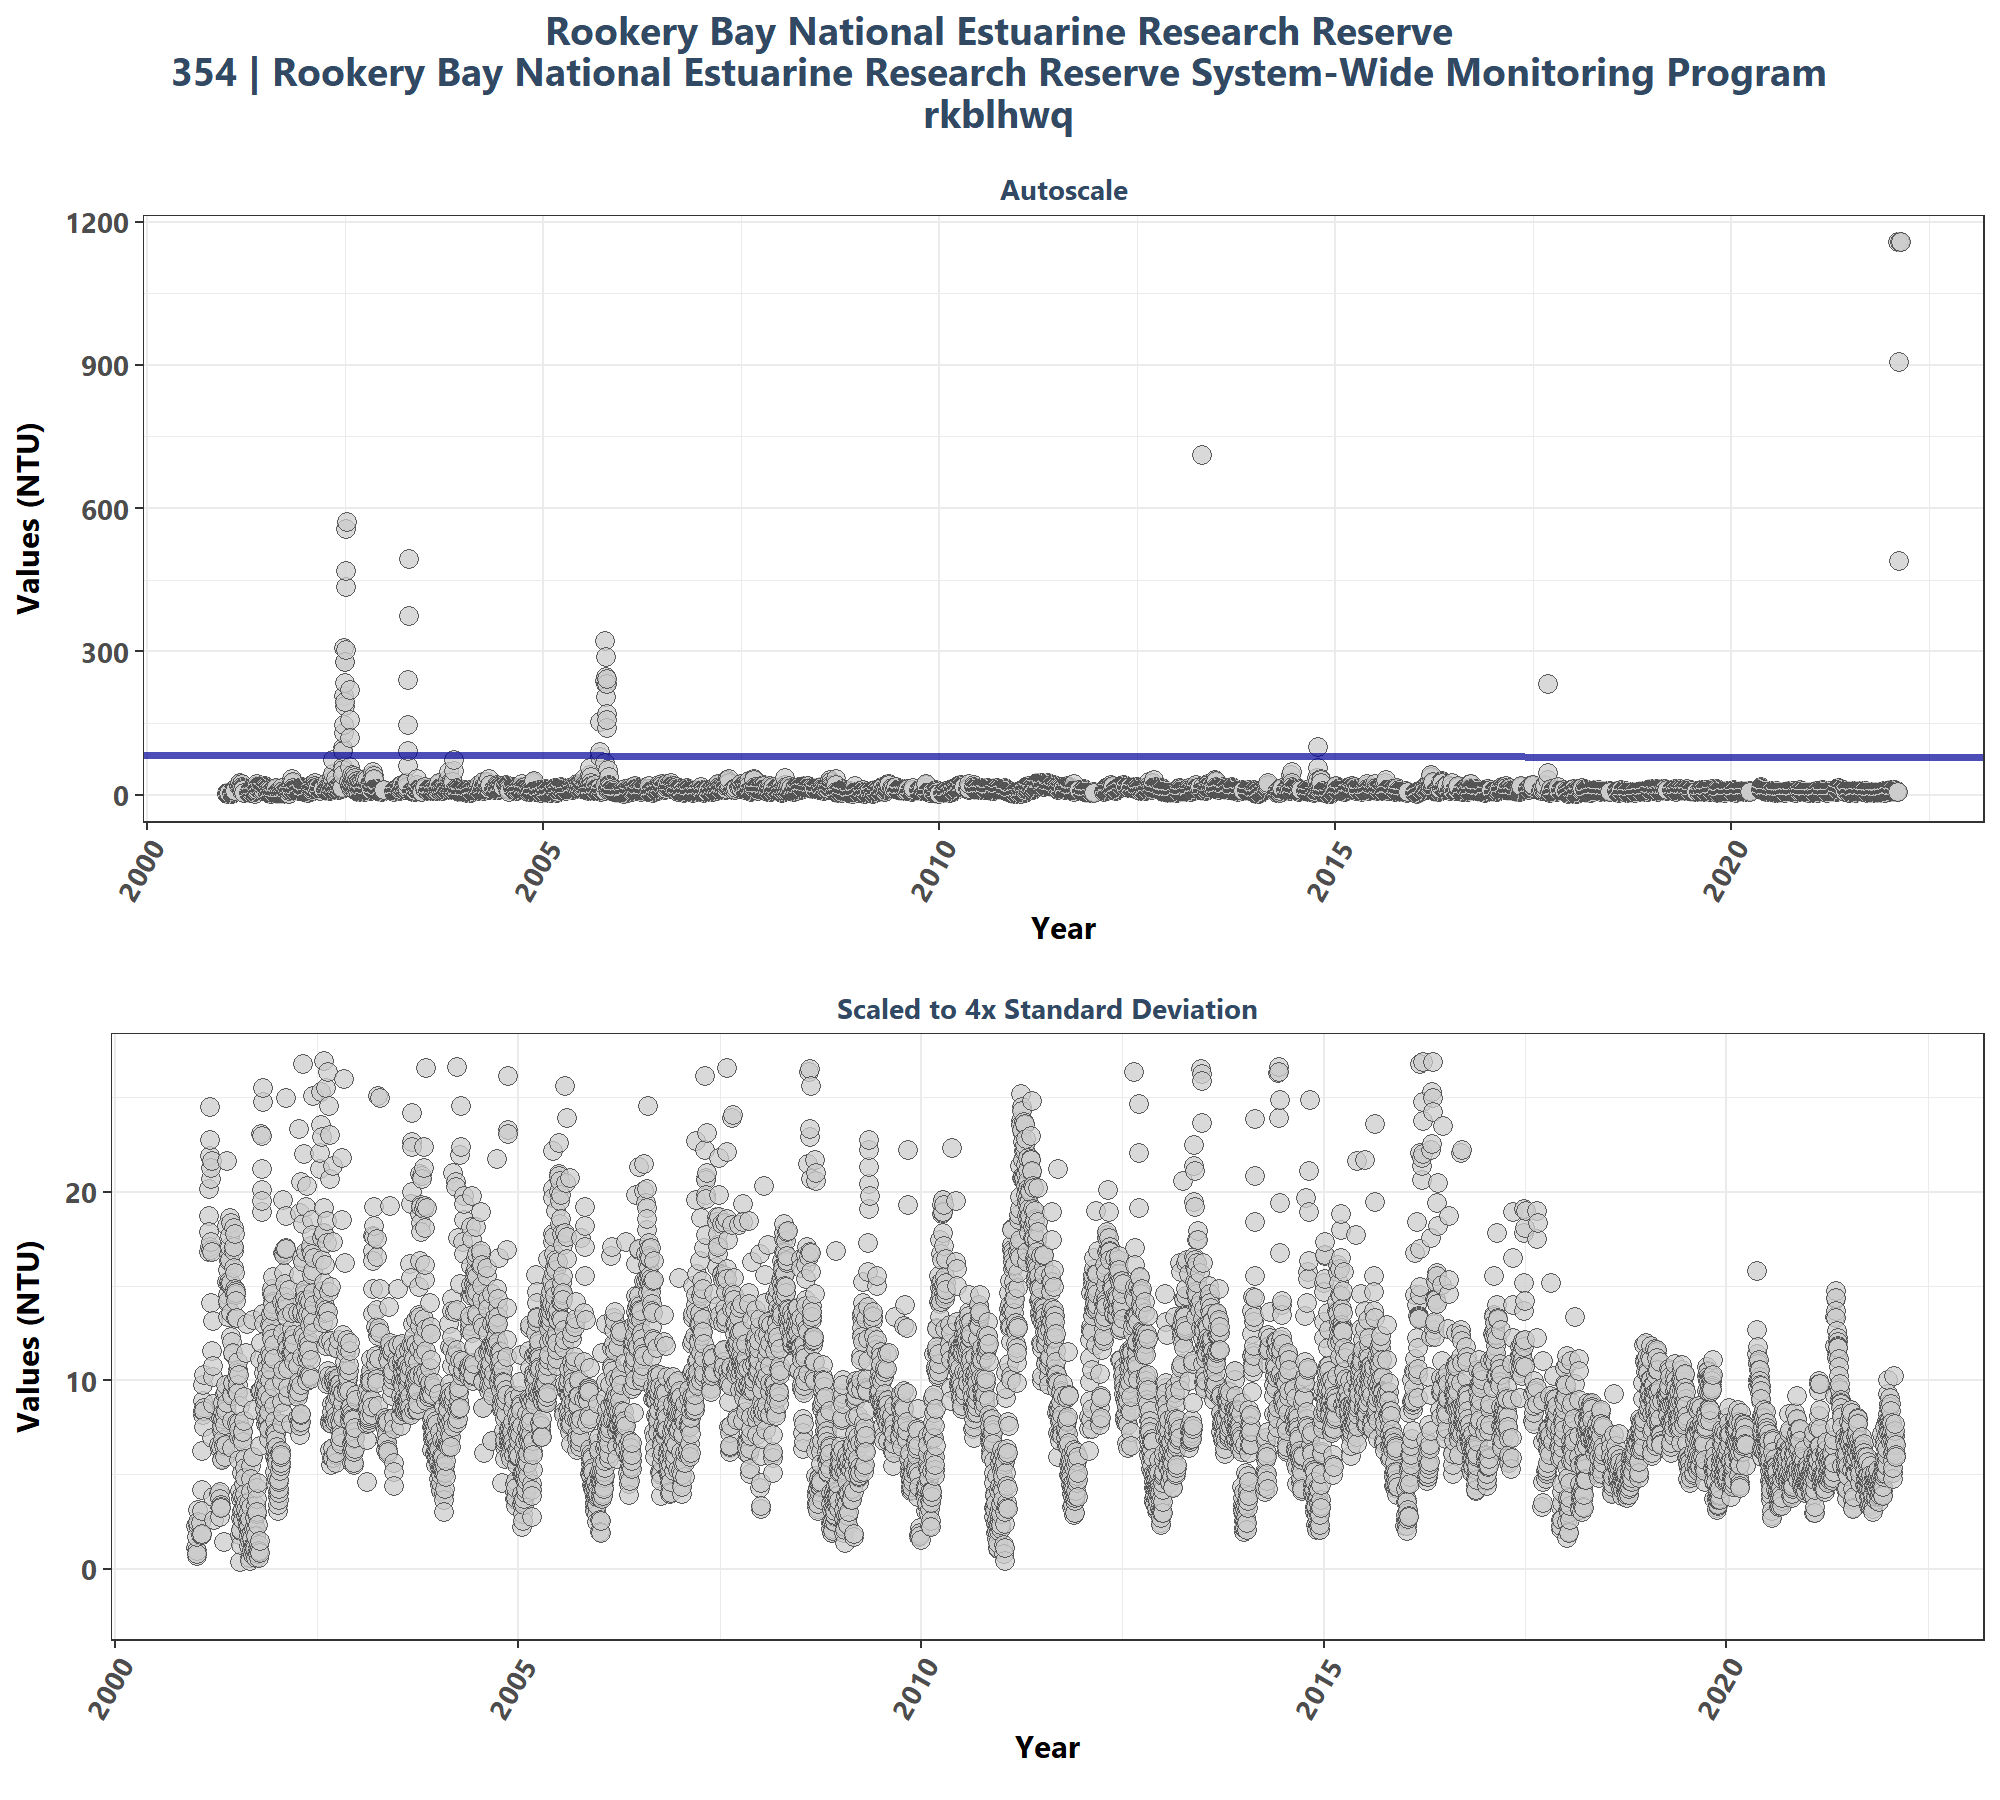 Rookery Bay National Estuarine Research Reserve
354 | Rookery Bay National Estuarine Research Reserve System-Wide Monitoring Program
rkblhwq
Autoscale
Values (NTU)
1200
900
600
300
0
2000 2005 2010 2015 2020
Year
Scaled to 4x Standard Deviation
Values (NTU)
20
10
0
2000 2005 2010 2015 2020
Year